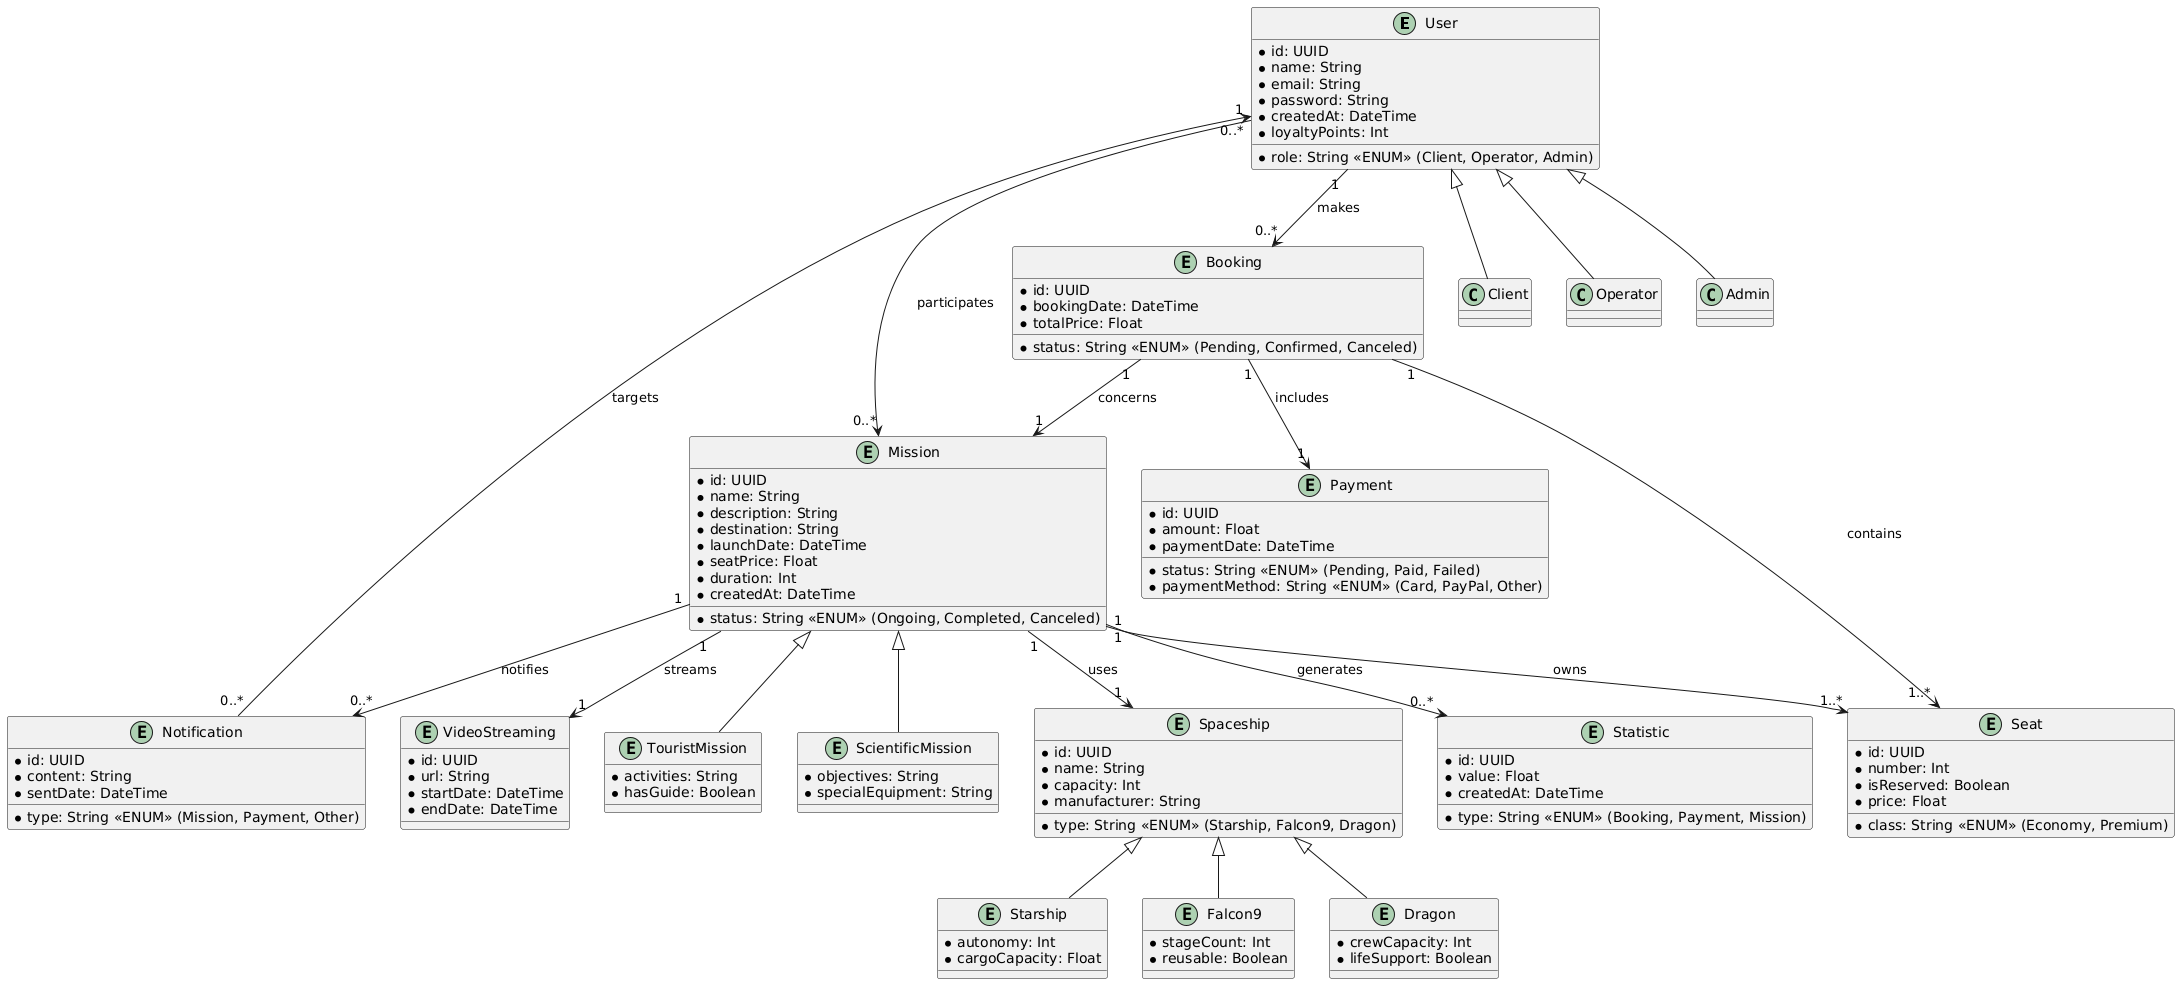 E User
id: UUID
name: String
email: String
password: String
createdAt: DateTime
loyaltyPoints: Int
role: String «ENUM» (Client, Operator, Admin)
1
0..*
1
makes
0..*
participates
0..*
targets
0..*
E Booking
id: UUID
bookingDate: DateTime
totalPrice: Float
status: String «ENUM» (Pending, Confirmed, Canceled)
C Client
C Operator
C Admin
1
concerns
1
1
includes
1
1
contains
1..*
E Mission
id: UUID
name: String
description: String
destination: String
launchDate: DateTime
seatPrice: Float
duration: Int
createdAt: DateTime
status: String «ENUM» (Ongoing, Completed, Canceled)
E Payment
id: UUID
amount: Float
paymentDate: DateTime
status: String «ENUM» (Pending, Paid, Failed)
paymentMethod: String «ENUM» (Card, PayPal, Other)
1
notifies
0..*
1
streams
1
1
uses
1
1
generates
0..*
1
owns
1..*
E Notification
id: UUID
content: String
sentDate: DateTime
type: String «ENUM» (Mission, Payment, Other)
E VideoStreaming
id: UUID
url: String
startDate: DateTime
endDate: DateTime
E TouristMission
activities: String
hasGuide: Boolean
E ScientificMission
objectives: String
specialEquipment: String
E Spaceship
id: UUID
name: String
capacity: Int
manufacturer: String
type: String «ENUM» (Starship, Falcon9, Dragon)
E Statistic
id: UUID
value: Float
createdAt: DateTime
type: String «ENUM» (Booking, Payment, Mission)
E Seat
id: UUID
number: Int
isReserved: Boolean
price: Float
class: String «ENUM» (Economy, Premium)
E Starship
autonomy: Int
cargoCapacity: Float
E Falcon9
stageCount: Int
reusable: Boolean
E Dragon
crewCapacity: Int
lifeSupport: Boolean